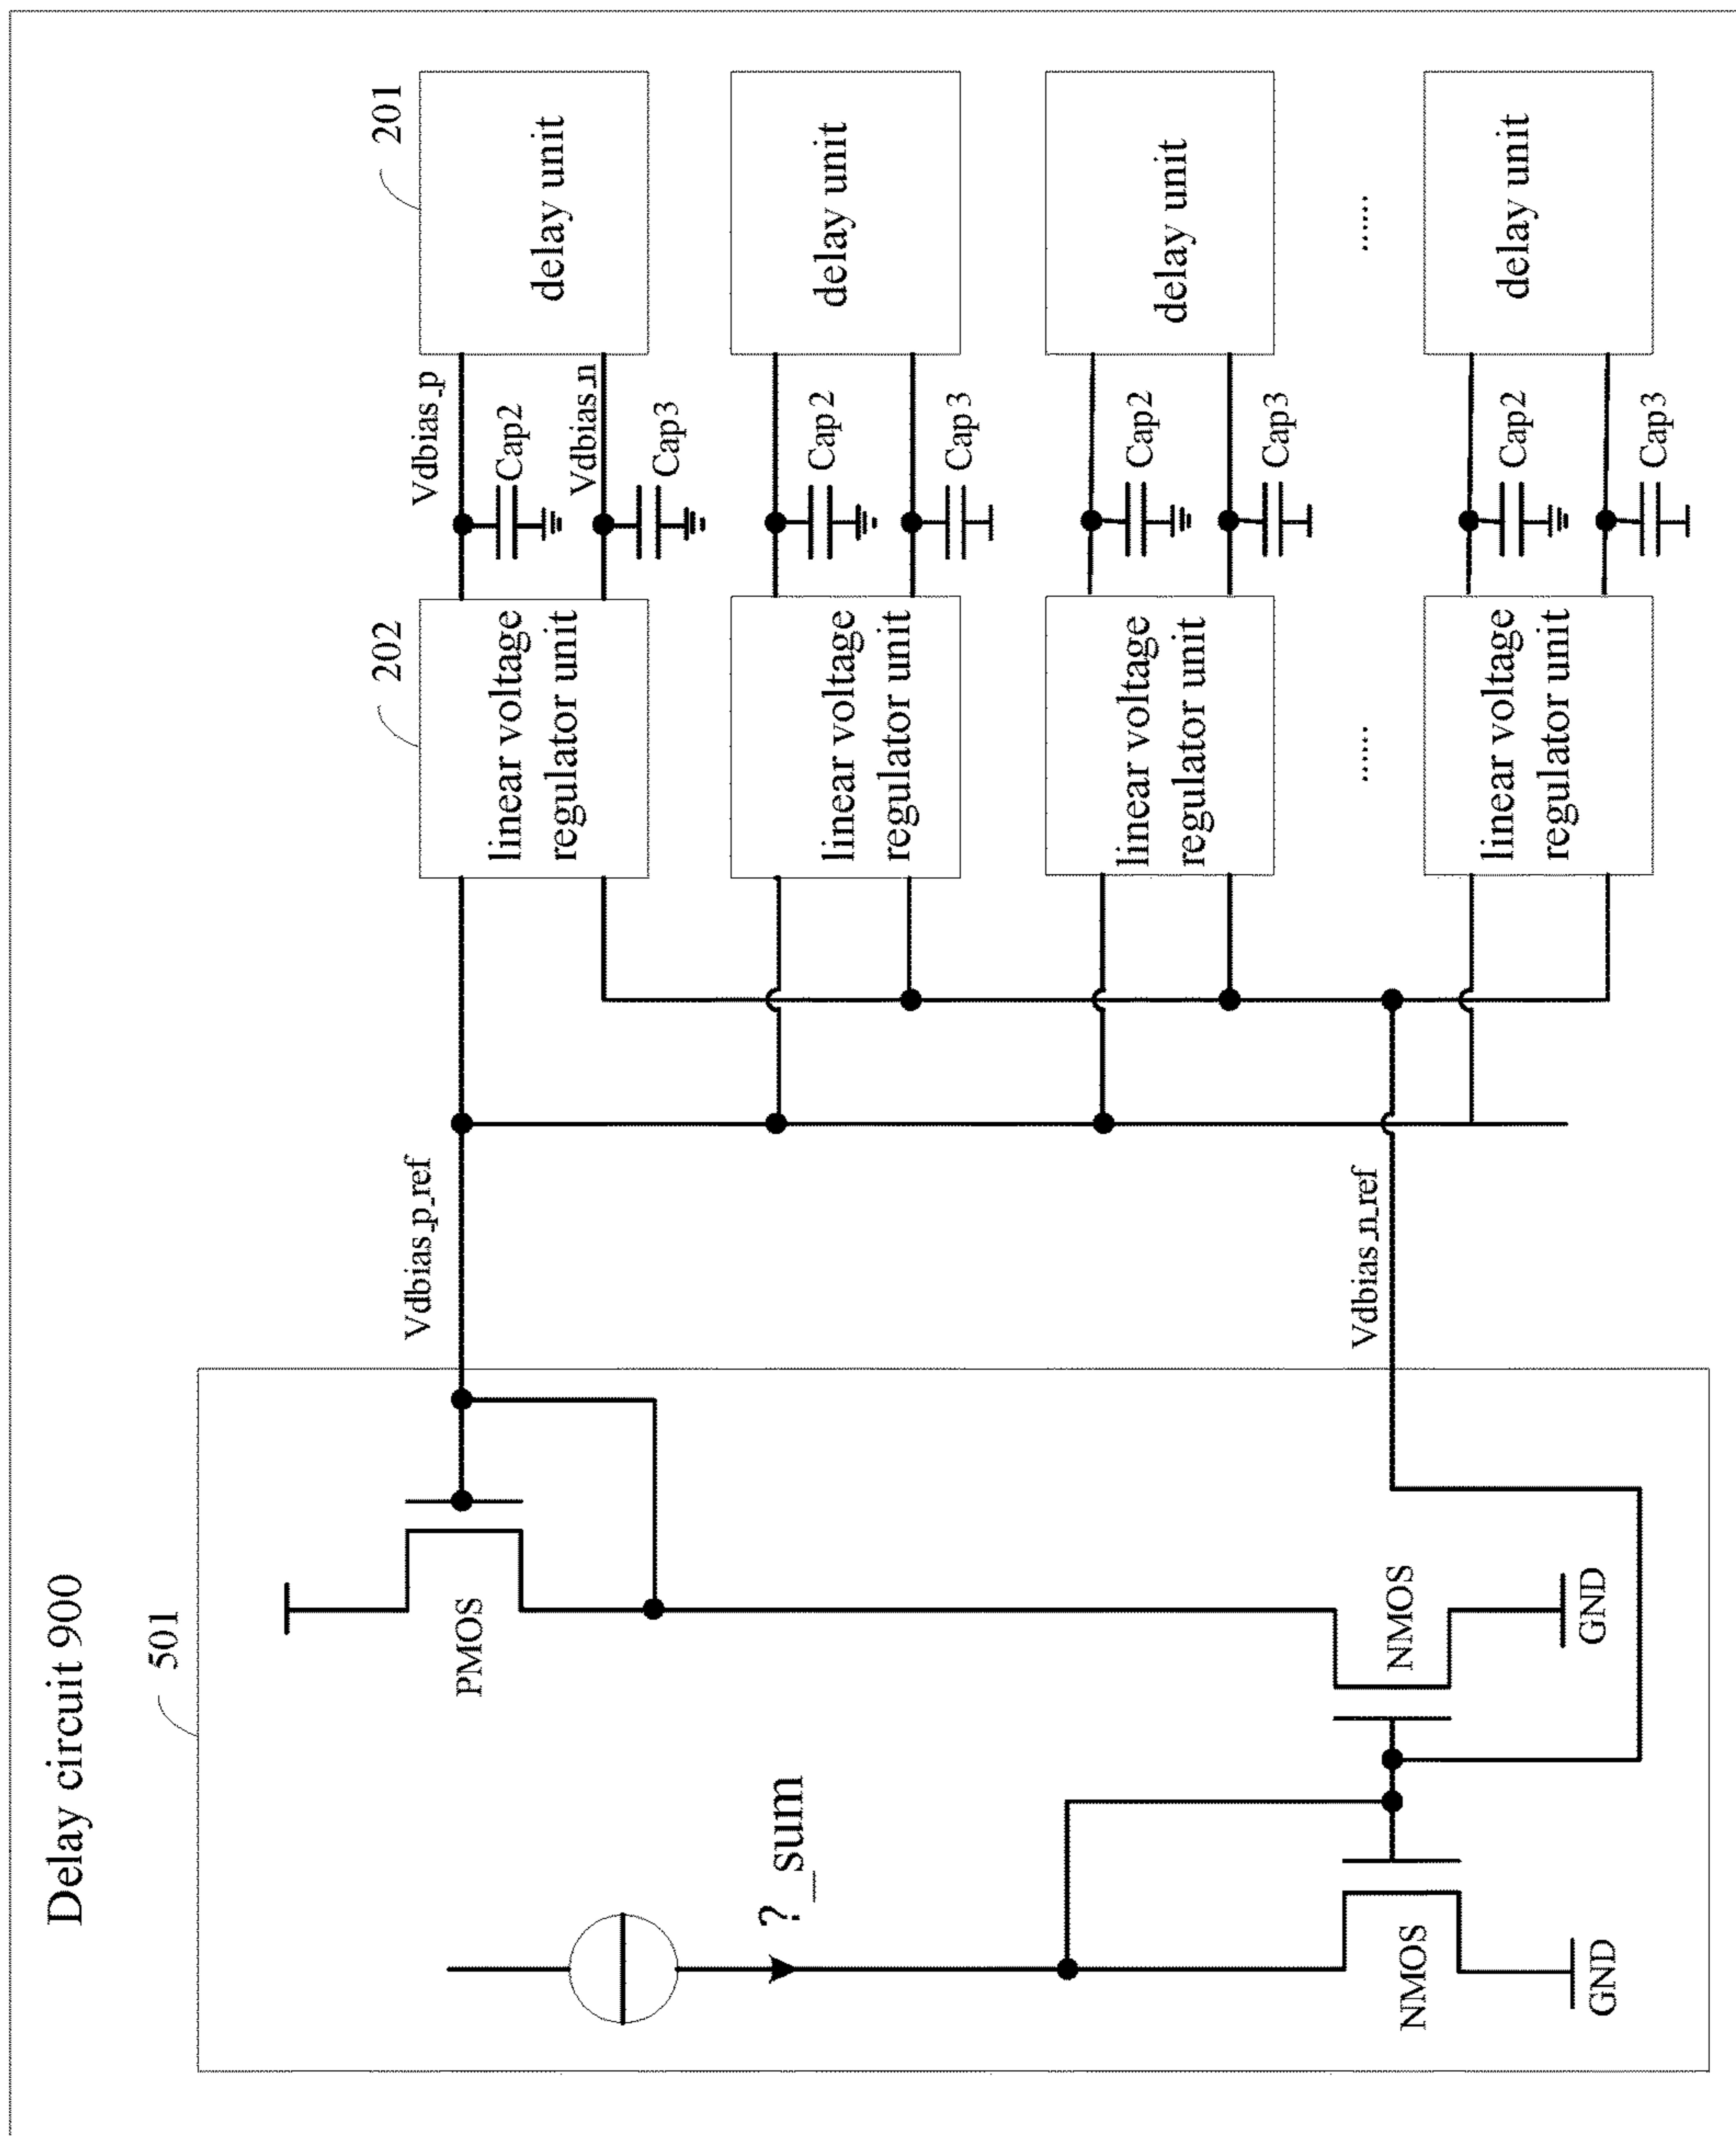 Delay circuit 900
501
?_sum
NMOS
GND
PMOS
NMOS
GND
Vdbias_p_ref
Vdbias_n_ref
202
linear voltage
regulator unit
linear voltage
regulator unit
linear voltage
regulator unit
......
linear voltage
regulator unit
Vdbias_p
Cap2
Vdbias_n
Cap3
Cap2
Cap3
Cap2
Cap3
Cap2
Cap3
201
delay unit
delay unit
delay unit
......
delay unit